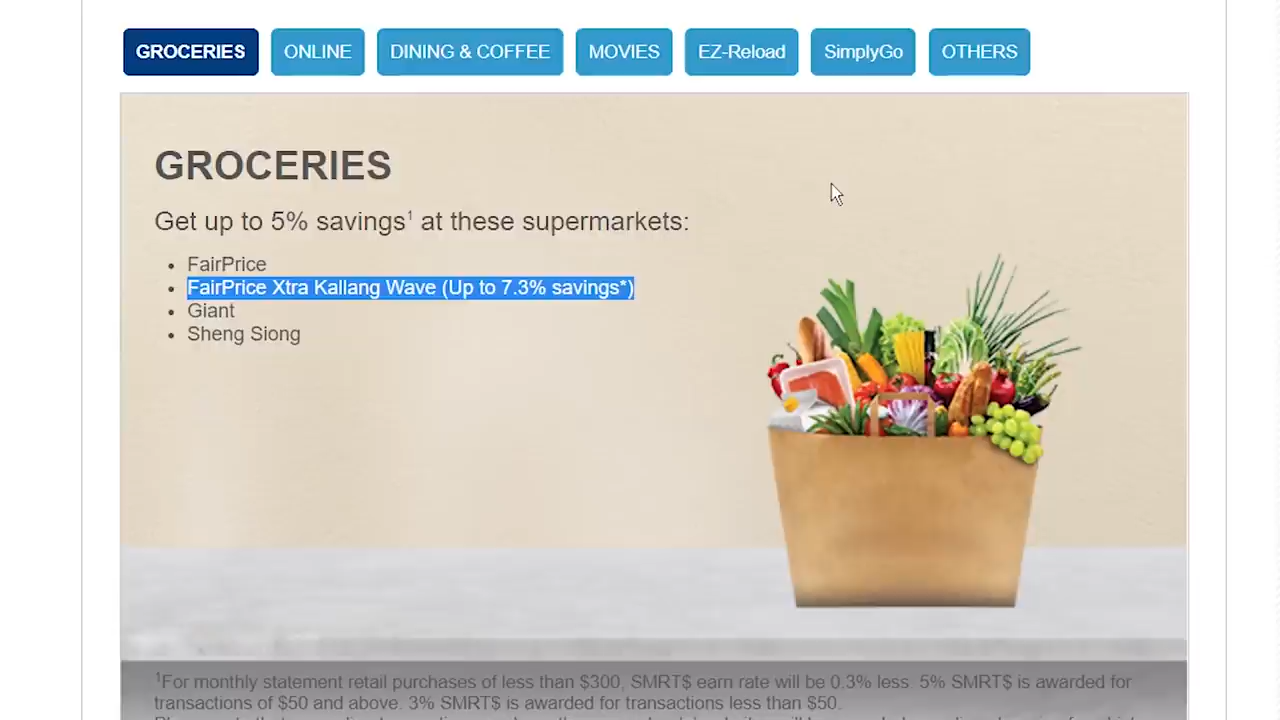 GROCERIES ONLINE DINING & COFFEE MOVIES EZ-Reload SimplyGo OTHERS
GROCERIES
Get up to 5% savings¹ at these supermarkets:
• FairPrice
• FairPrice Xtra Kallang Wave (Up to 7.3% savings*)
• Giant
• Sheng Siong
¹For monthly statement retail purchases of less than $300, SMRT$ earn rate will be 0.3% less. 5% SMRT$ is awarded for
transactions of $50 and above. 3% SMRT$ is awarded for transactions less than $50.